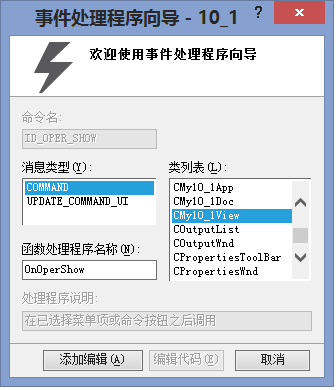 事件处理程序向导 - 10_1
欢迎使用事件处理程序向导
命令名:
ID_OPER_SHOW
消息类型(Y):
COMMAND
UPDATE_COMMAND_UI
类列表(L):
CMy10_1App
CMy10_1Doc
CMy10_1View
COutputList
COutputWnd
CPropertiesToolBar
CPropertiesWnd
函数处理程序名称(N):
OnOperShow
处理程序说明:
在已选择菜单项或命令按钮之后调用
添加编辑(A)
编辑代码(E)
取消